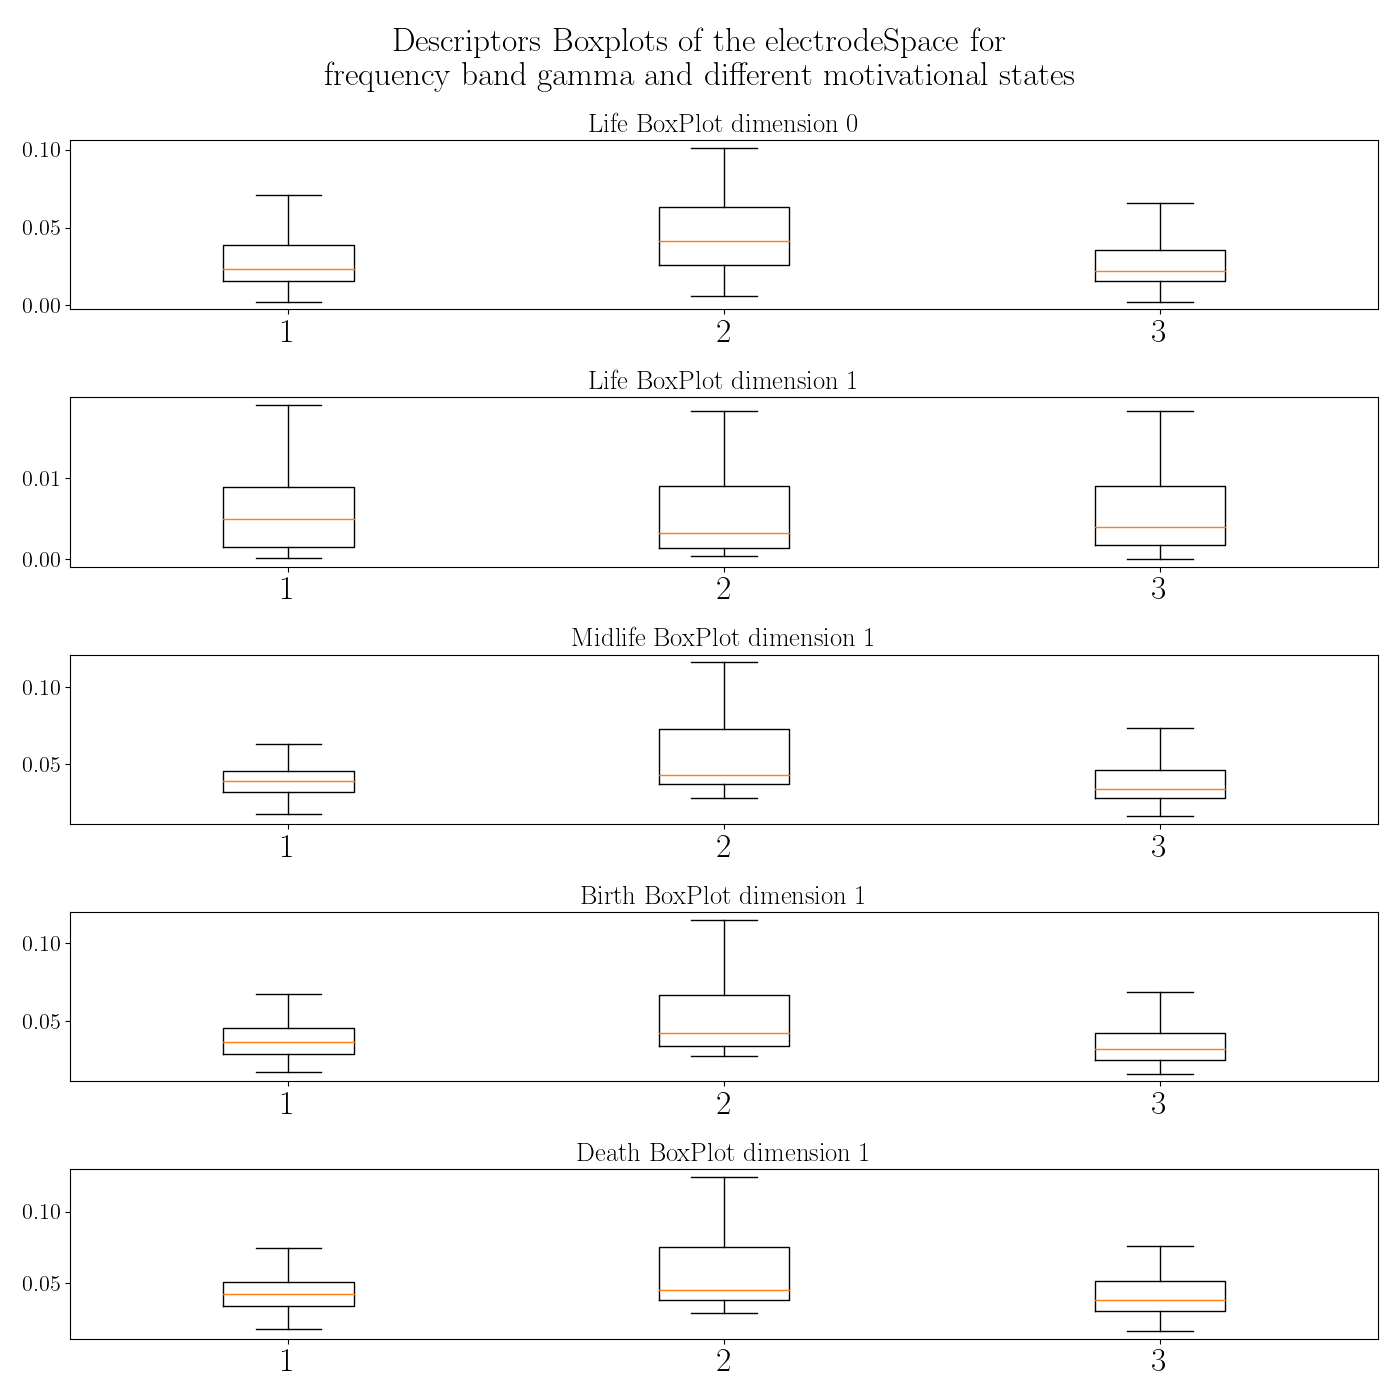 Descriptors Boxplots of the electrodeSpace for
frequency band gamma and different motivational states
Life BoxPlot dimension 0
0.10
0.05
0.00
1 2 3
Life BoxPlot dimension 1
0.01
0.00
1 2 3
Midlife BoxPlot dimension 1
0.10
0.05
1 2 3
Birth BoxPlot dimension 1
0.10
0.05
1 2 3
Death BoxPlot dimension 1
0.10
0.05
1 2 3